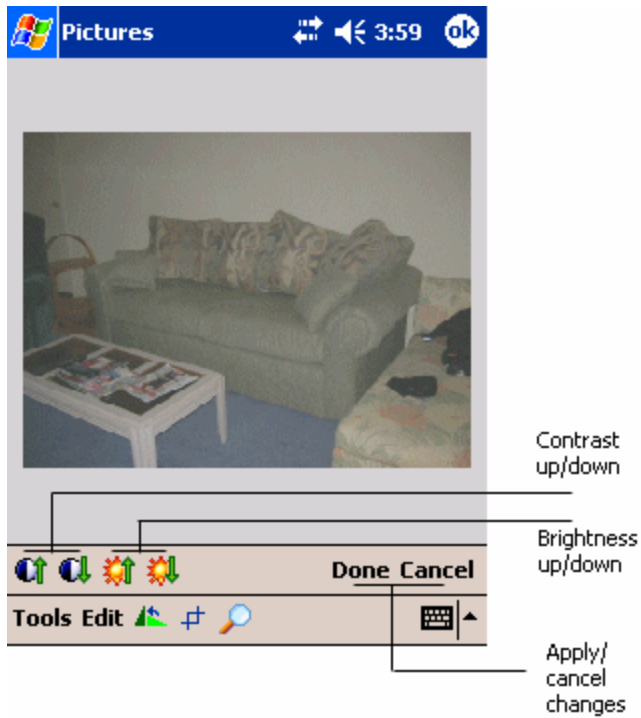 Pictures 3:59 ok
Contrast
up/down
Brightness
up/down
Done Cancel
Tools Edit
Apply/
cancel
changes